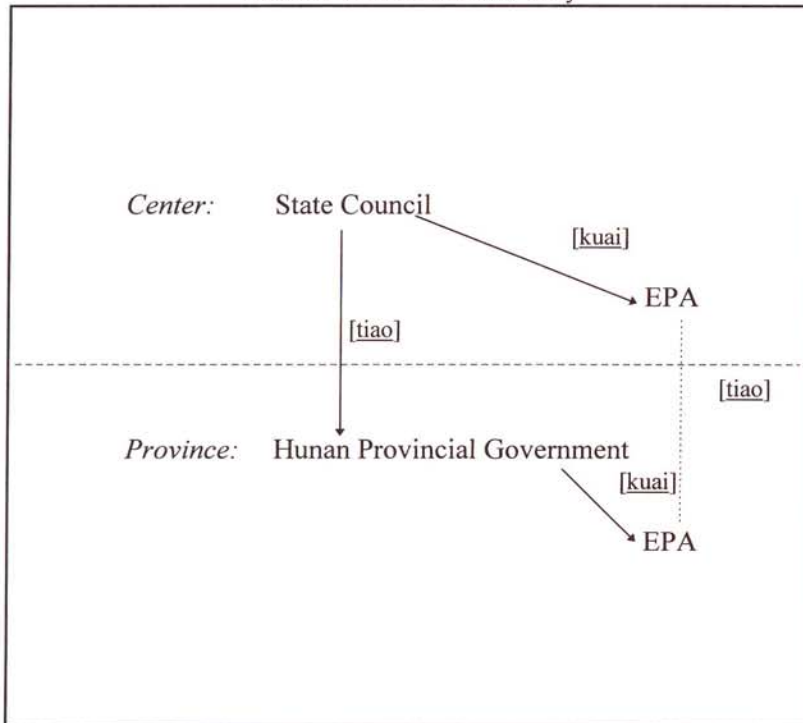 Center: State Council
[kuai]
EPA
[tiao]
[tiao]
Province: Hunan Provincial Government
[kuai]
EPA